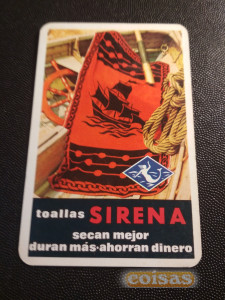 toallas SIRENA
secan mejor
duran más-ahorran dinero
coisas